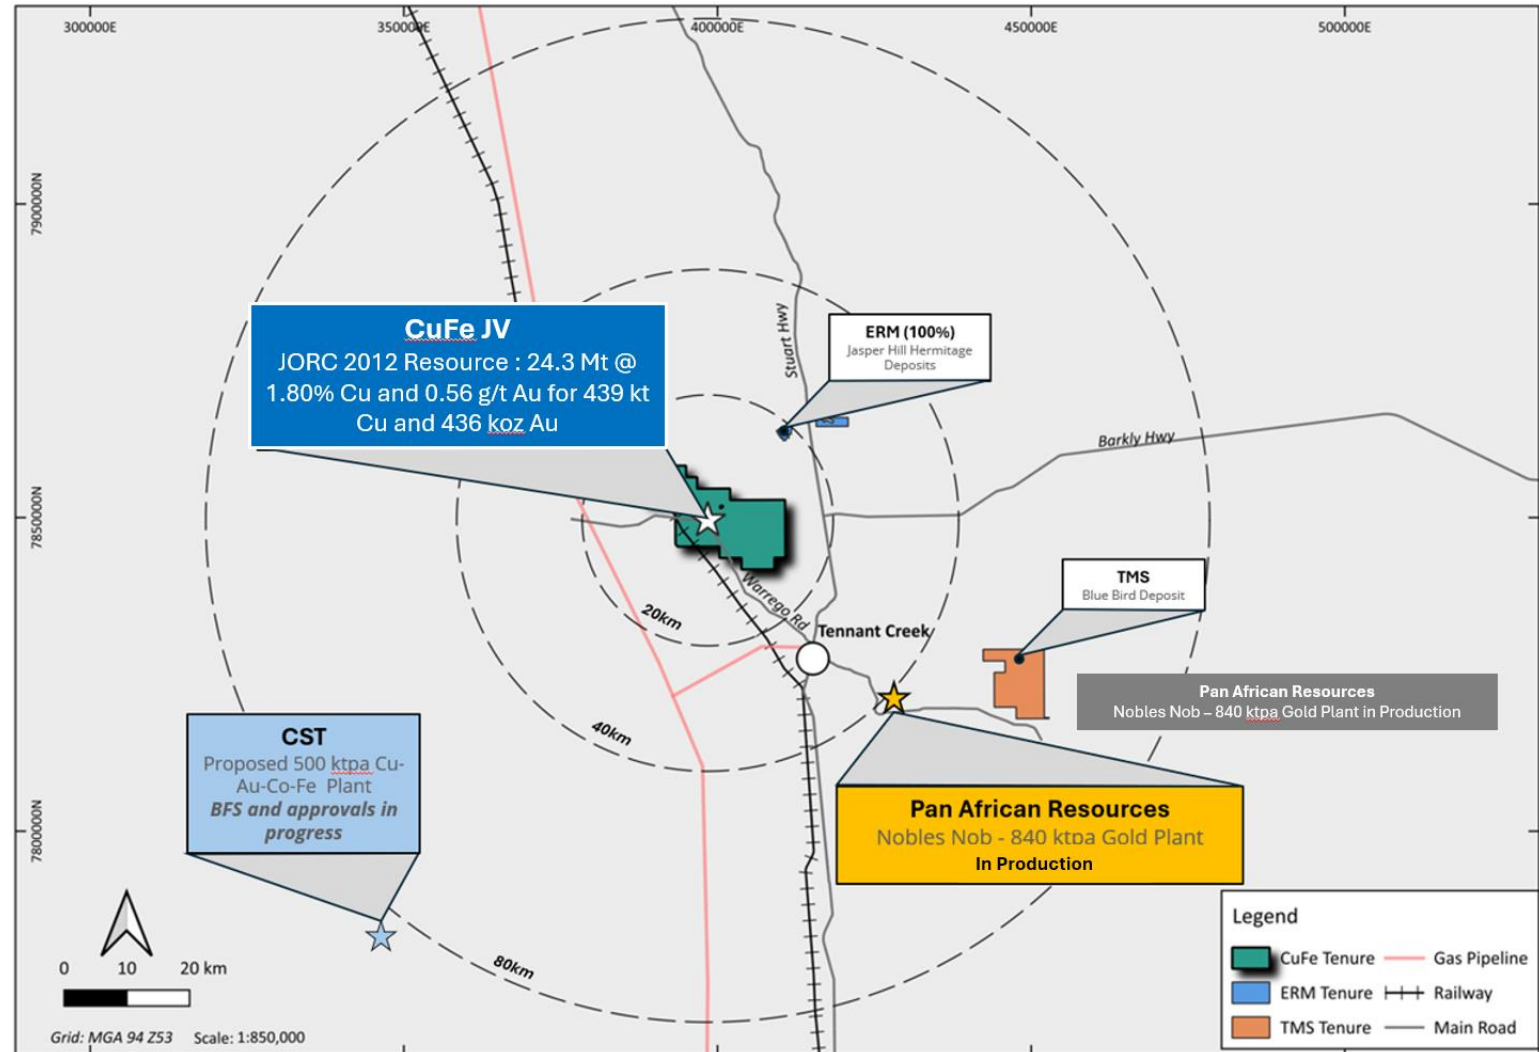 300000E
350000E
400000E
450000E
500000E
7900000N
7850000N
7800000N
CuFe JV
JORC 2012 Resource : 24.3 Mt @
1.80% Cu and 0.56 g/t Au for 439 kt
Cu and 436 koz Au
Stuart Hwy
ERM (100%)
Jasper Hill Hermitage
Deposits
Barkly Hwy
Warrego Rd
20km
Tennant Creek
TMS
Blue Bird Deposit
Pan African Resources
Nobles Nob – 840 ktpa Gold Plant in Production
40km
CST
Proposed 500 ktpa Cu-
Au-Co-Fe Plant
BFS and approvals in
progress
Pan African Resources
Nobles Nob - 840 ktpa Gold Plant
In Production
80km
0 10 20 km
Grid: MGA 94 Z53 Scale: 1:850,000
Legend
CuFe Tenure Gas Pipeline
ERM Tenure Railway
TMS Tenure Main Road